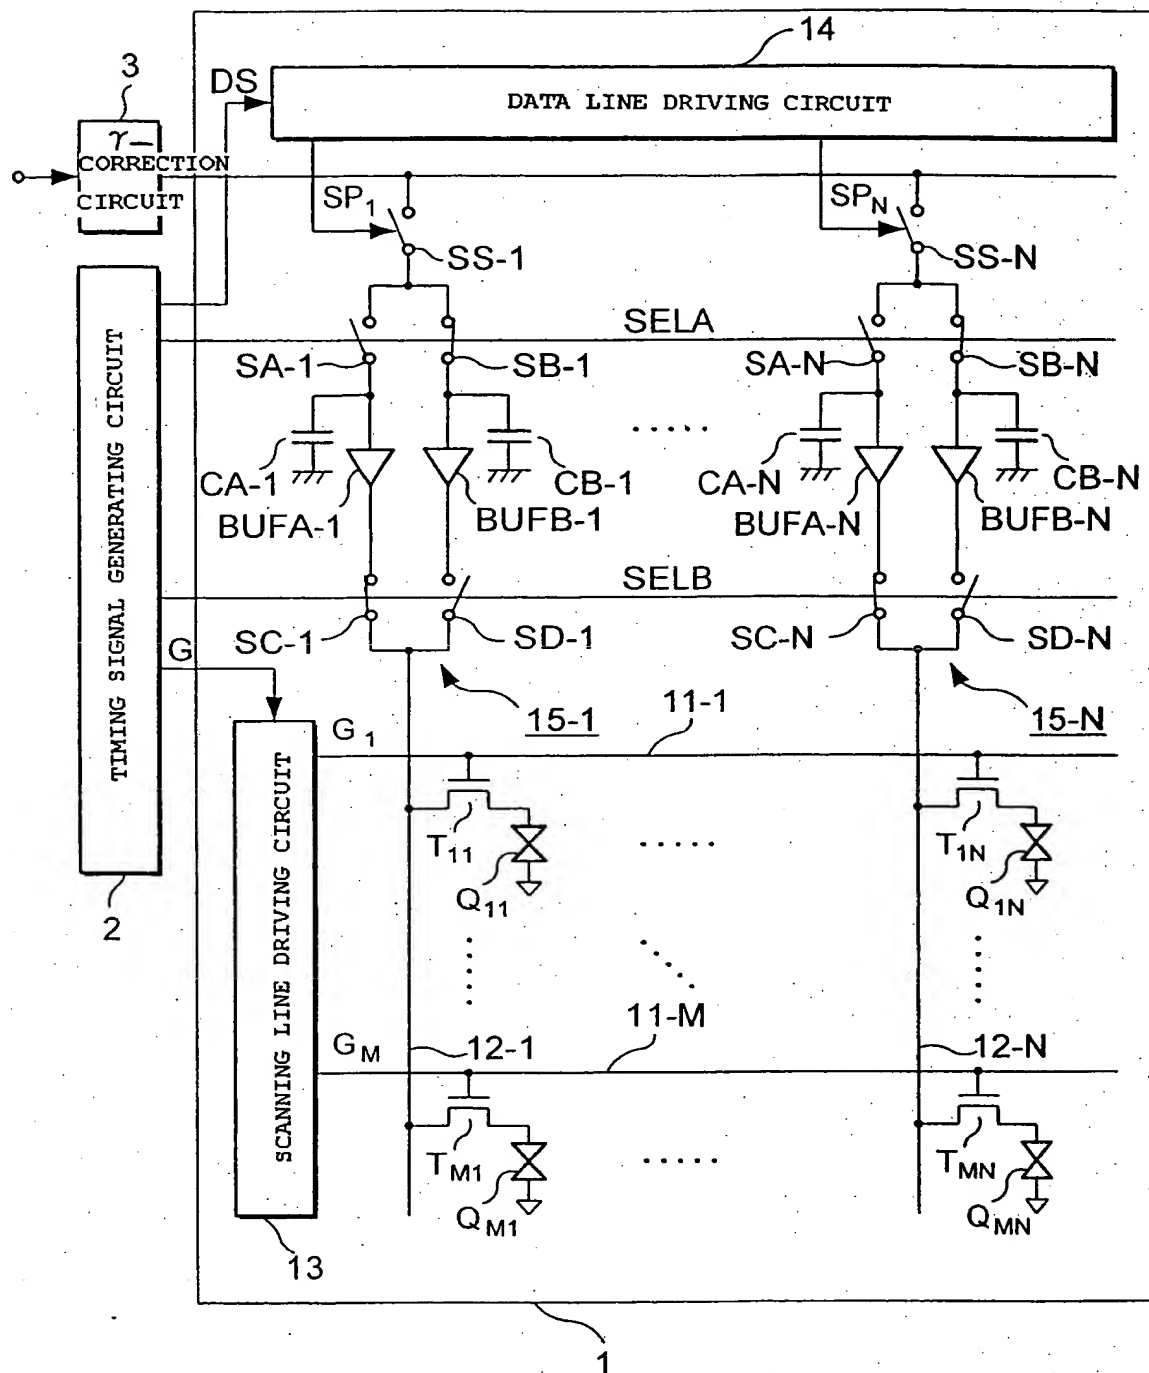 14
3
DS
DATA LINE DRIVING CIRCUIT
γ-
CORRECTION
CIRCUIT
SP1
SPN
SS-1
SS-N
SELA
SA-1
SB-1
SA-N
SB-N
CA-1
CB-1
CA-N
CB-N
BUFA-1
BUFB-1
BUFA-N
BUFB-N
SELB
SC-1
SD-1
SC-N
SD-N
TIMING SIGNAL GENERATING CIRCUIT
G
15-1
15-N
G1
11-1
T11
T1N
Q11
Q1N
2
SCANNING LINE DRIVING CIRCUIT
11-M
GM
12-1
12-N
TM1
TMN
QM1
QMN
13
1